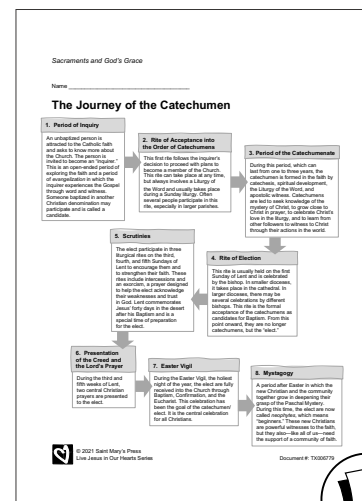 Sacraments and God's Grace
Name
The Journey of the Catechumen
1. Period of Inquiry
An unbaptized person is
attracted to the Catholic faith
and asks to know more about
the Church. The person is
invited to become an "inquirer."
This is an open-ended period of
exploring the faith and a period
of evangelization in which the
inquirer experiences the Gospel
through word and witness.
Someone baptized in another
Christian denomination may
participate and is called a
candidate.
2. Rite of Acceptance into
the Order of Catechumens
This first rite follows the inquirer's
decision to proceed with plans to
become a member of the Church.
This rite can take place at any time,
but always involves a Liturgy of
the Word and usually takes place
during a Sunday liturgy. Often
several people participate in this
rite, especially in larger parishes.
3. Period of the Catechumenate
During this period, which can
last from one to three years, the
catechumen is formed in the faith by
catechesis, spiritual development,
the Liturgy of the Word, and
apostolic witness. Catechumens
are led to seek knowledge of the
mystery of Christ, to grow close to
Christ in prayer, to celebrate Christ's
love in the liturgy, and to learn from
other followers to witness to Christ
through their actions in the world.
4. Rite of Election
This rite is usually held on the first
Sunday of Lent and is celebrated
by the bishop. In smaller dioceses,
it takes place in the cathedral. In
larger dioceses, there may be
several celebrations by different
bishops. This rite is the formal
acceptance of the catechumens as
candidates for Baptism. From this
point onward, they are no longer
catechumens, but the "elect."
5. Scrutinies
The elect participate in three
liturgical rites on the third,
fourth, and fifth Sundays of
Lent to encourage them and
to strengthen their faith. These
rites include intercessions and
an exorcism, a prayer designed
to help the elect acknowledge
their weaknesses and trust
in God. Lent commemorates
Jesus' forty days in the desert
after his Baptism and is a
special time of preparation
for the elect.
6. Presentation
of the Creed and
the Lord's Prayer
During the third and
fifth weeks of Lent,
two central Christian
prayers are presented
to the elect.
7. Easter Vigil
During the Easter Vigil, the holiest
night of the year, the elect are fully
received into the Church through
Baptism, Confirmation, and the
Eucharist. This celebration has
been the goal of the catechumen/
elect. It is the central celebration
for all Christians.
8. Mystagogy
A period after Easter in which the
new Christian and the community
together grow in deepening their
grasp of the Paschal Mystery.
During this time, the elect are now
called neophytes, which means
"beginners." These new Christians
are powerful witnesses to the faith,
but they also—like all of us—need
the support of a community of faith.
© 2021 Saint Mary's Press
Live Jesus in Our Hearts Series
Document #: TX006779